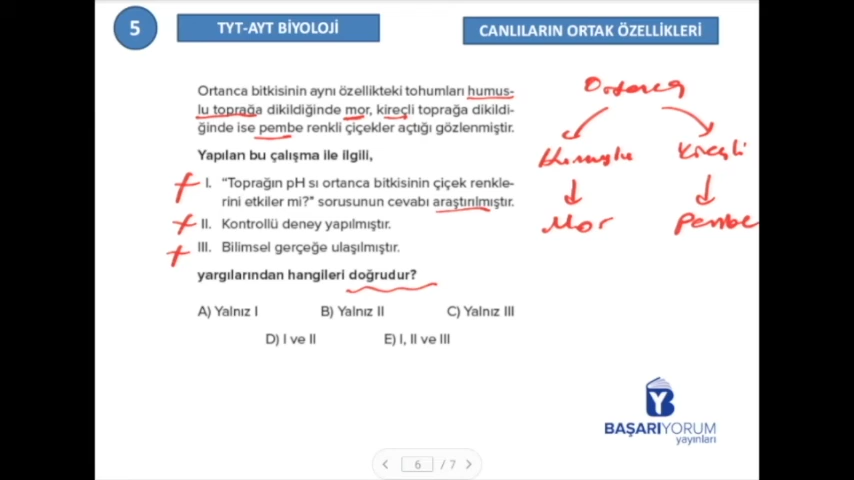 5
TYT-AYT BİYOLOJİ
CANLILARIN ORTAK ÖZELLİKLERİ
Ortanca bitkisinin aynı özellikteki tohumları humus-
lu toprağa dikildiğinde mor, kireçli toprağa dikildi-
ğinde ise pembe renkli çiçekler açtığı gözlenmiştir.
Yapılan bu çalışma ile ilgili,
I. “Toprağın pH sı ortanca bitkisinin çiçek renkle-
rini etkiler mi?” sorusunun cevabı araştırılmıştır.
II. Kontrollü deney yapılmıştır.
III. Bilimsel gerçeğe ulaşılmıştır.
yargılarından hangileri doğrudur?
A) Yalnız I B) Yalnız II C) Yalnız III
D) I ve II E) I, II ve III
Ortanca
Humuslu Kireçli
Mor Pembe
BAŞARIYORUM
yayınları
6 / 7